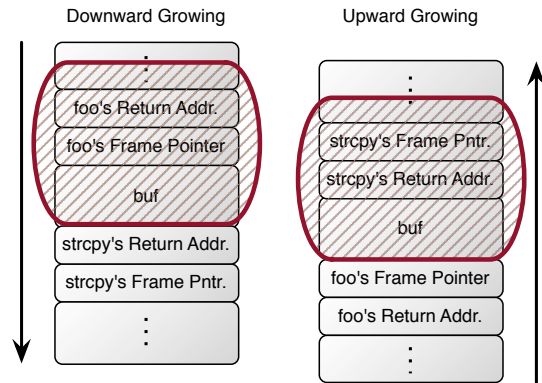 Downward Growing
⋮
foo's Return Addr.
foo's Frame Pointer
buf
strcpy's Return Addr.
strcpy's Frame Pntr.
⋮
Upward Growing
⋮
strcpy's Frame Pntr.
strcpy's Return Addr.
buf
foo's Frame Pointer
foo's Return Addr.
⋮